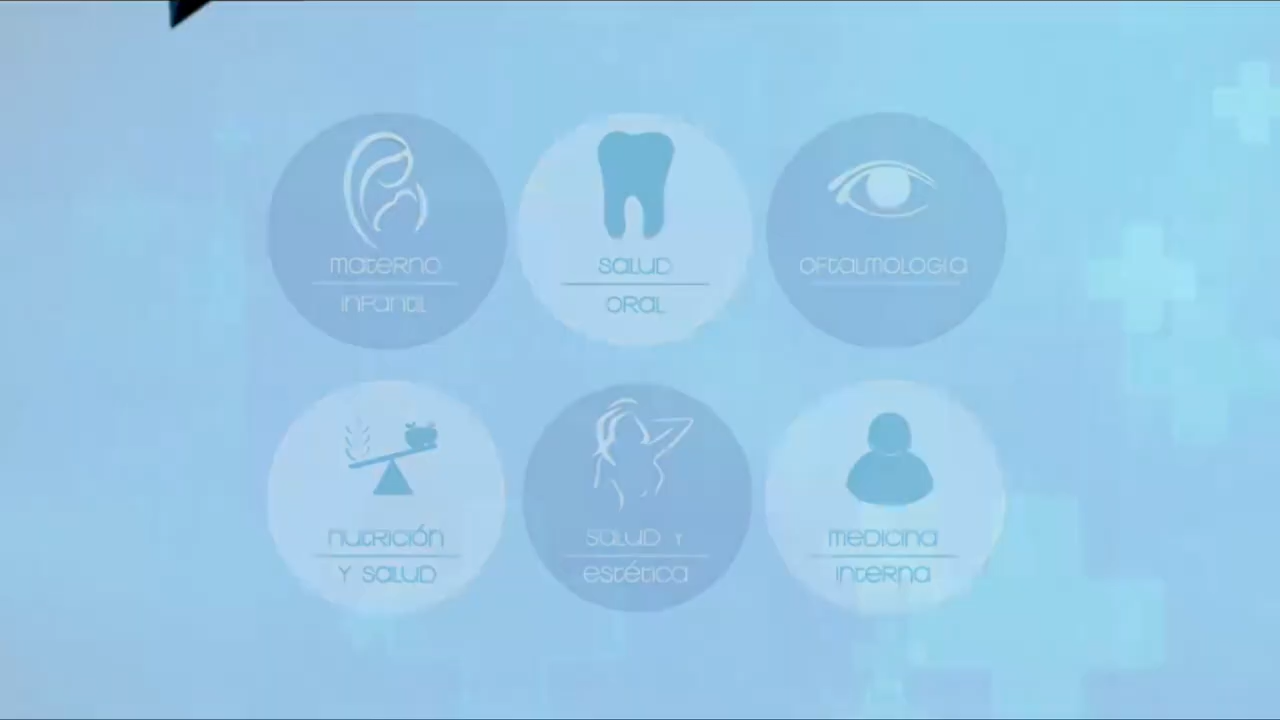 materno
infantil
salud
oral
oftalmología
nutrición
y salud
salud y
estética
medicina
interna